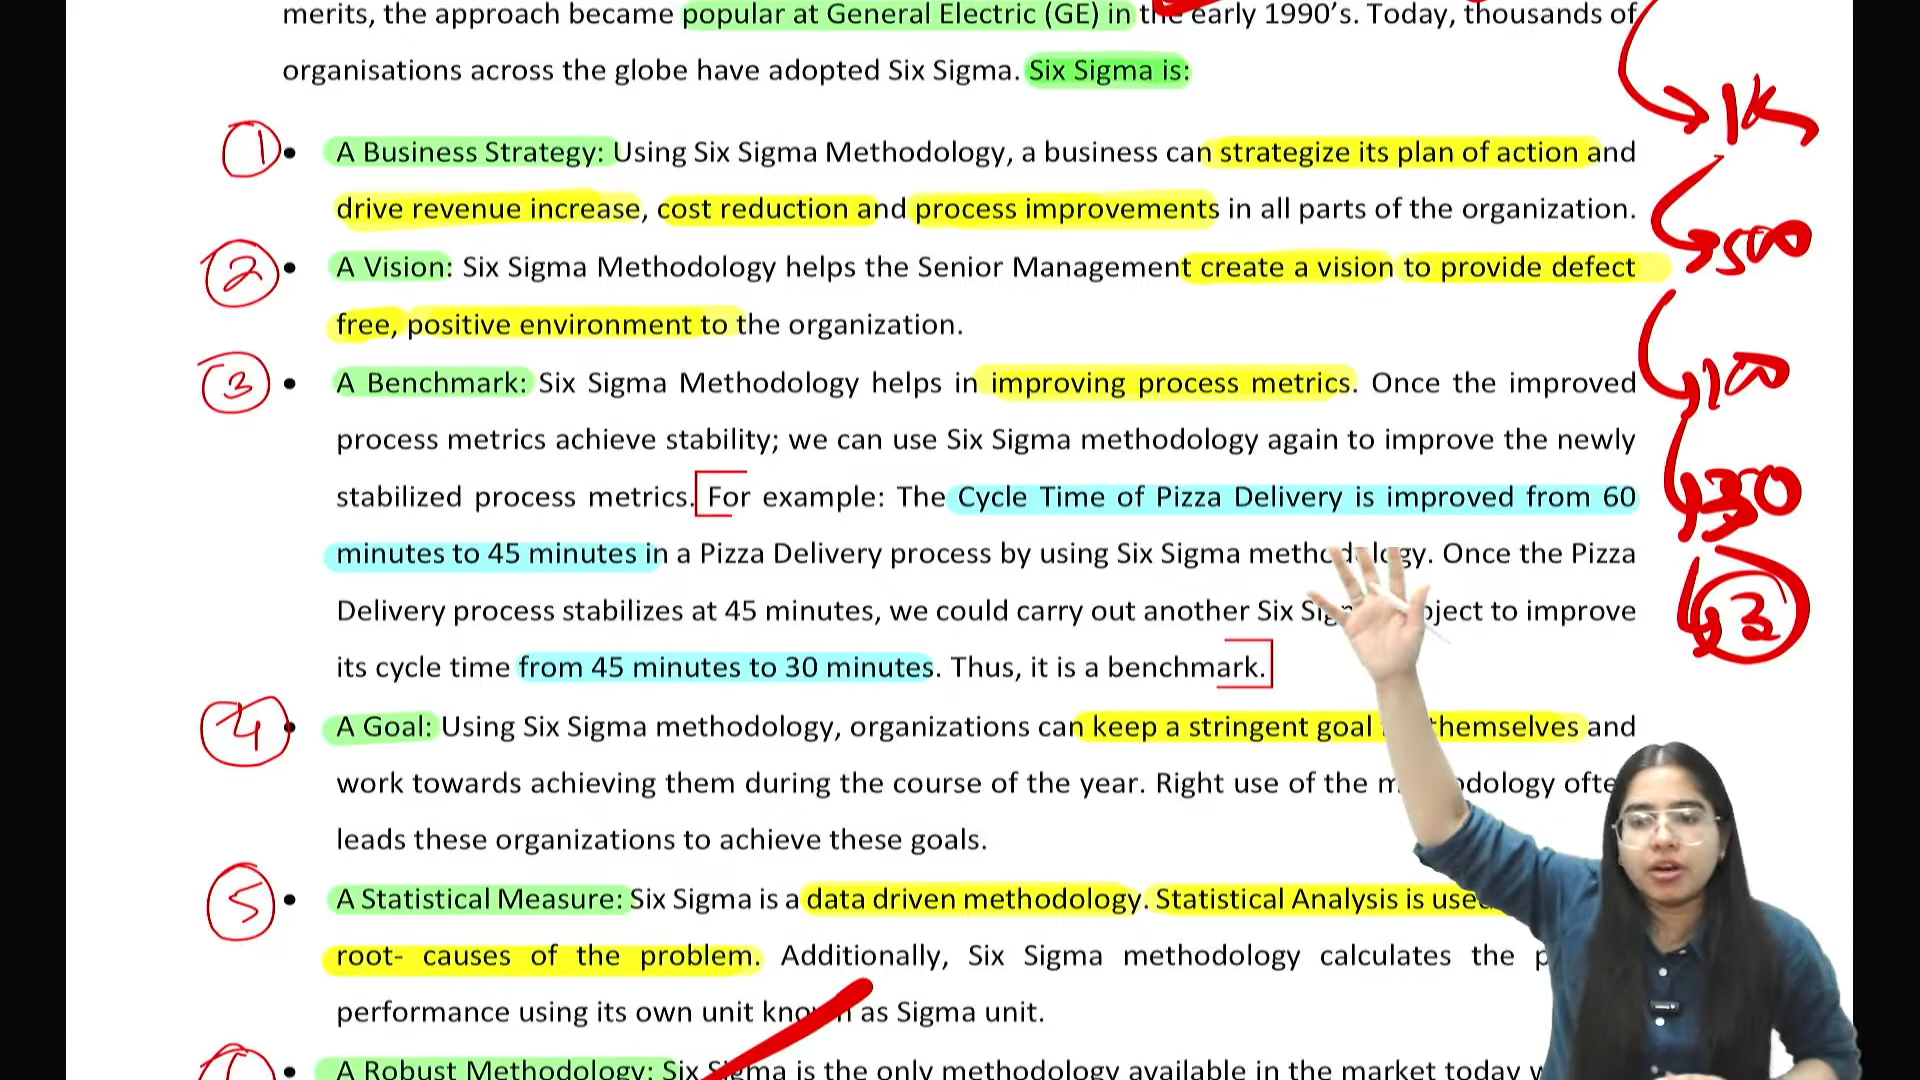 merits, the approach became popular at General Electric (GE) in the early 1990's. Today, thousands of
organisations across the globe have adopted Six Sigma. Six Sigma is:
1 • A Business Strategy: Using Six Sigma Methodology, a business can strategize its plan of action and
drive revenue increase, cost reduction and process improvements in all parts of the organization.
2 • A Vision: Six Sigma Methodology helps the Senior Management create a vision to provide defect
free, positive environment to the organization.
3 • A Benchmark: Six Sigma Methodology helps in improving process metrics. Once the improved
process metrics achieve stability; we can use Six Sigma methodology again to improve the newly
stabilized process metrics. For example: The Cycle Time of Pizza Delivery is improved from 60
minutes to 45 minutes in a Pizza Delivery process by using Six Sigma methodology. Once the Pizza
Delivery process stabilizes at 45 minutes, we could carry out another Six Sigma project to improve
its cycle time from 45 minutes to 30 minutes. Thus, it is a benchmark.
4 • A Goal: Using Six Sigma methodology, organizations can keep a stringent goal themselves and
work towards achieving them during the course of the year. Right use of the methodology often
leads these organizations to achieve these goals.
5 • A Statistical Measure: Six Sigma is a data driven methodology. Statistical Analysis is used
root- causes of the problem. Additionally, Six Sigma methodology calculates the
performance using its own unit known as Sigma unit.
• A Robust Methodology: Six Sigma is the only methodology available in the market today
1K
500
100
30
3